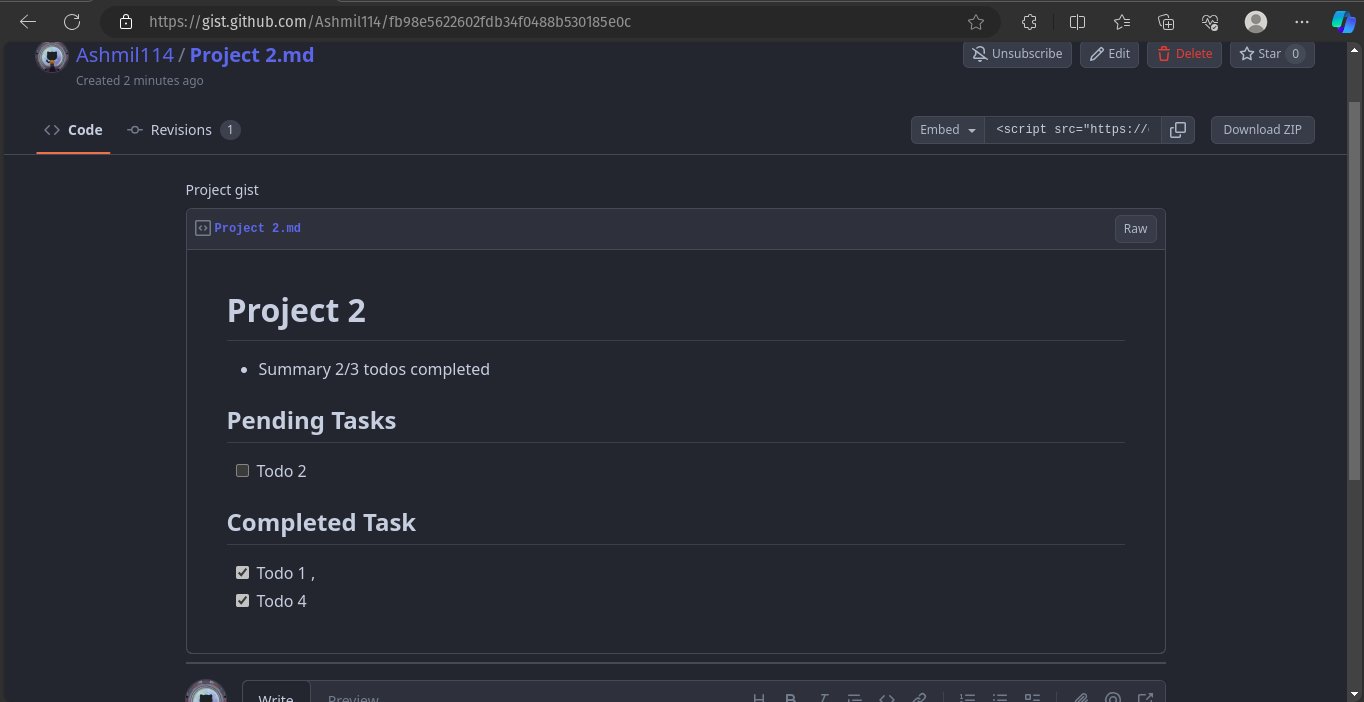 https://gist.github.com/Ashmil114/fb98e5622602fdb34f0488b530185e0c
Ashmil114 / Project 2.md
Created 2 minutes ago
Unsubscribe
Edit
Delete
Star 0
Code
Revisions 1
Embed
<script src="https://
Download ZIP
Project gist
Project 2.md
Raw
Project 2
Summary 2/3 todos completed
Pending Tasks
Todo 2
Completed Task
Todo 1 ,
Todo 4
Write
Preview